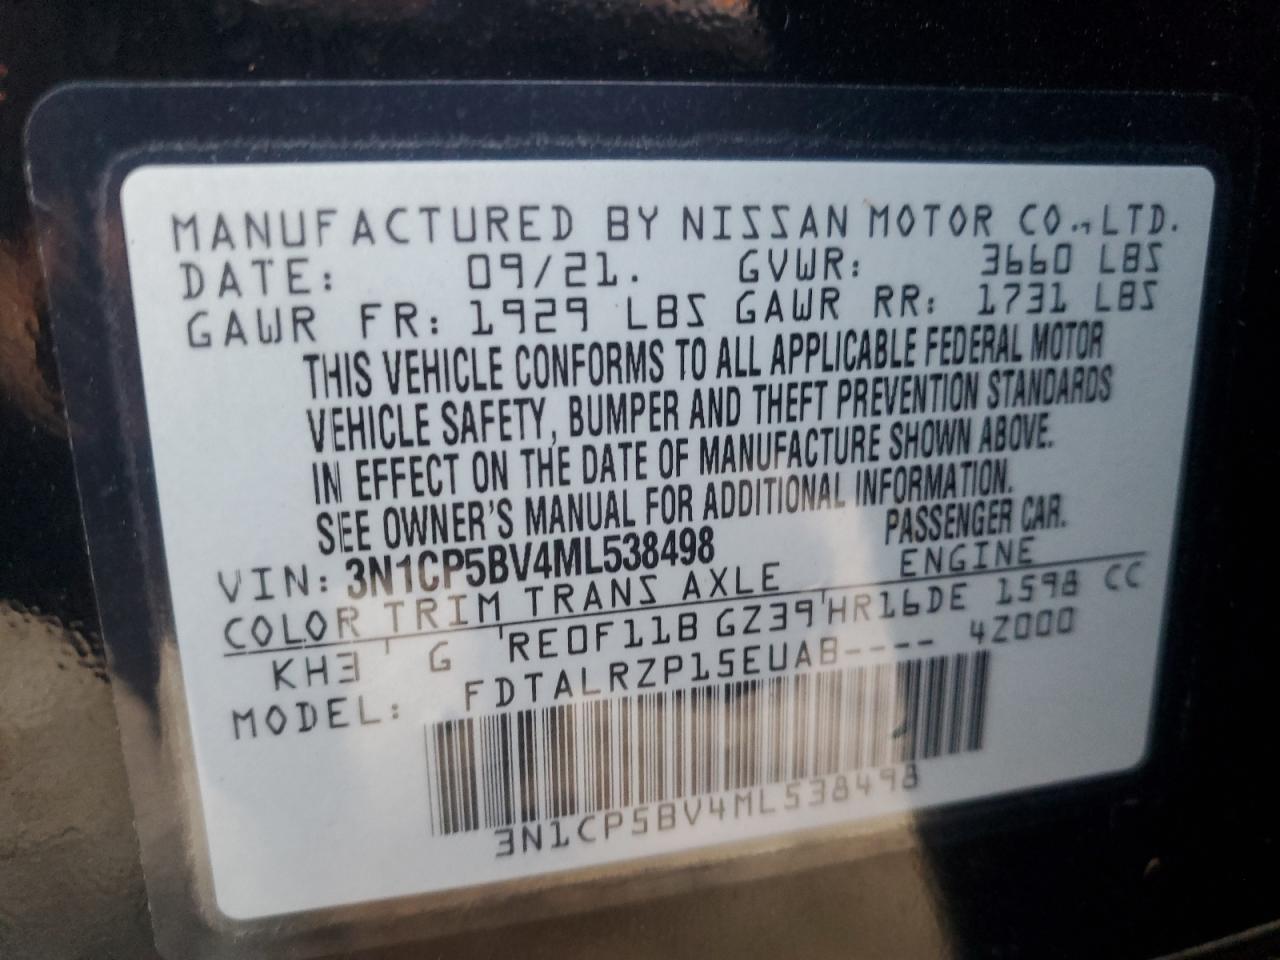 MANUFACTURED BY NISSAN MOTOR CO.,LTD.
DATE: 09/21. GVWR: 3660 LBS
GAWR FR: 1929 LBS GAWR RR: 1731 LBS
THIS VEHICLE CONFORMS TO ALL APPLICABLE FEDERAL MOTOR
VEHICLE SAFETY, BUMPER AND THEFT PREVENTION STANDARDS
IN EFFECT ON THE DATE OF MANUFACTURE SHOWN ABOVE.
SEE OWNER'S MANUAL FOR ADDITIONAL INFORMATION.
VIN: 3N1CP5BV4ML538498 PASSENGER CAR.
COLOR TRIM TRANS AXLE ENGINE
KH3 G RE0F11B GZ39 HR16DE 1598 CC
MODEL: FDTALRZP15EUAB---- 4Z000
3N1CP5BV4ML538498